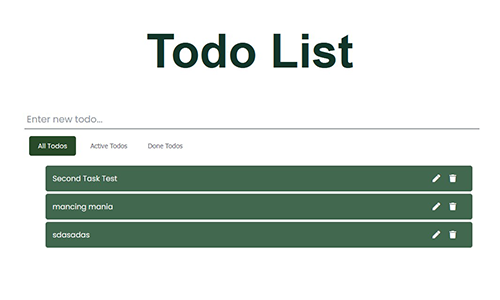 Todo List
Enter new todo...
All Todos Active Todos Done Todos
Second Task Test
mancing mania
sdasadas